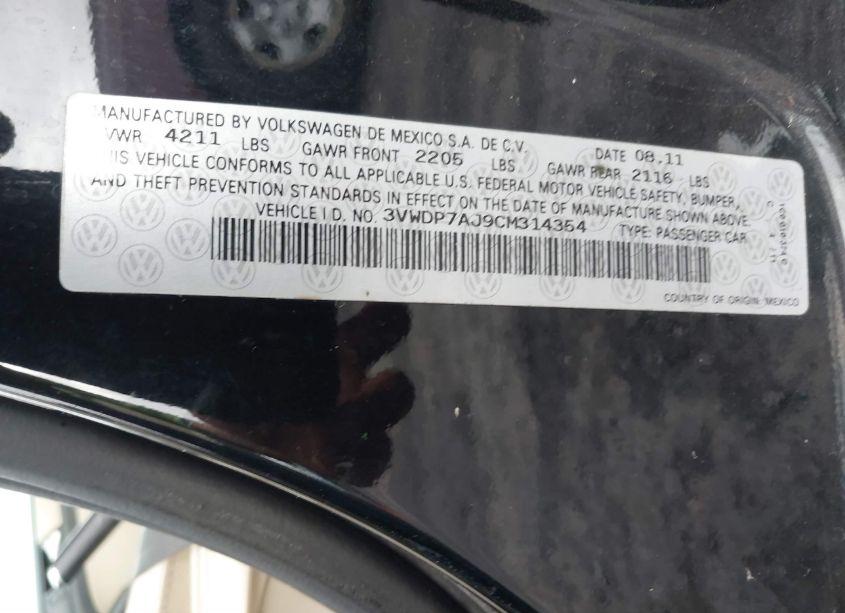 MANUFACTURED BY VOLKSWAGEN DE MEXICO S.A. DE C.V. DATE 08.11
VWR 4211 LBS GAWR FRONT 2205 LBS GAWR REAR 2116 LBS
THIS VEHICLE CONFORMS TO ALL APPLICABLE U.S. FEDERAL MOTOR VEHICLE SAFETY, BUMPER,
AND THEFT PREVENTION STANDARDS IN EFFECT ON THE DATE OF MANUFACTURE SHOWN ABOVE.
VEHICLE I.D. NO. 3VWDP7AJ9CM314354 TYPE: PASSENGER CAR
COUNTRY OF ORIGIN: MEXICO